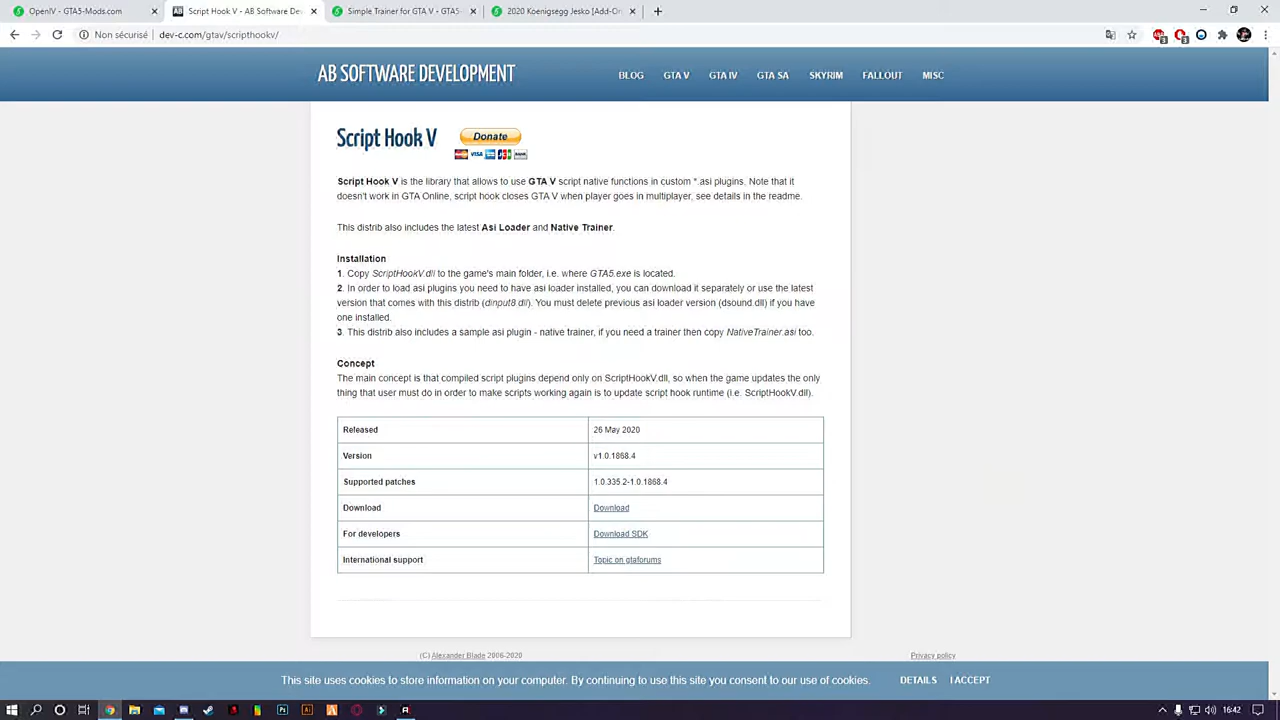 OpenIV - GTA5-Mods.com
Script Hook V - AB Software De
Simple Trainer for GTA V - GTA5-
2020 Koenigsegg Jesko [Add-On
Non sécurisé | dev-c.com/gtav/scripthookv/
AB SOFTWARE DEVELOPMENT
BLOG GTA V GTA IV GTA SA SKYRIM FALLOUT MISC
Script Hook V
Donate
Script Hook V is the library that allows to use GTA V script native functions in custom *.asi plugins. Note that it
doesn't work in GTA Online, script hook closes GTA V when player goes in multiplayer, see details in the readme.
This distrib also includes the latest Asi Loader and Native Trainer.
Installation
1. Copy ScriptHookV.dll to the game's main folder, i.e. where GTA5.exe is located.
2. In order to load asi plugins you need to have asi loader installed, you can download it separately or use the latest
version that comes with this distrib (dinput8.dll). You must delete previous asi loader version (dsound.dll) if you have
one installed.
3. This distrib also includes a sample asi plugin - native trainer, if you need a trainer then copy NativeTrainer.asi too.
Concept
The main concept is that compiled script plugins depend only on ScriptHookV.dll, so when the game updates the only
thing that user must do in order to make scripts working again is to update script hook runtime (i.e. ScriptHookV.dll).
Released 26 May 2020
Version v1.0.1868.4
Supported patches 1.0.335.2-1.0.1868.4
Download Download
For developers Download SDK
International support Topic on gtaforums
(C) Alexander Blade 2006-2020 Privacy policy
This site uses cookies to store information on your computer. By continuing to use this site you consent to our use of cookies. DETAILS I ACCEPT
16:42